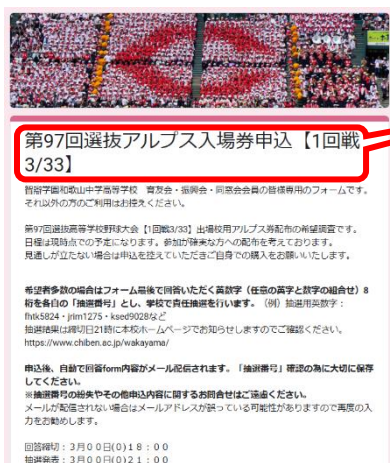 第97回選抜アルプス入場券申込【1回戦
3/33】
智辯学園和歌山中学高等学校　育友会・振興会・同窓会会員の皆様専用のフォームです。
それ以外の方のご利用はお控えください。
第97回選抜高等学校野球大会【1回戦3/33】出場校用アルプス券配布の希望調査です。
日程は現時点での予定になります。参加が確実な方への配布を考えております。
見通しが立たない場合は申込を控えていただきご自身での購入をお願いいたします。
希望者多数の場合はフォーム最後で回答いただく英数字（任意の英字と数字の組合せ）8
桁を各自の「抽選番号」とし、学校で責任抽選を行います。（例）抽選用英数字：
fhtk5824・jrim1275・ksed9028など
抽選結果は締切日21時に本校ホームページでお知らせしますのでご確認ください。
https://www.chiben.ac.jp/wakayama/
申込後、自動で回答form内容がメール配信されます。「抽選番号」確認の為に大切に保存
してください。
※抽選番号の紛失やその他申込内容に関するお問合せはご遠慮ください。
メールが配信されない場合はメールアドレスが誤っている可能性がありますので再度の入
力をお勧めします。
回答締切：3月００日(0)１８：００
抽選発表：3月００日(0)２１：００